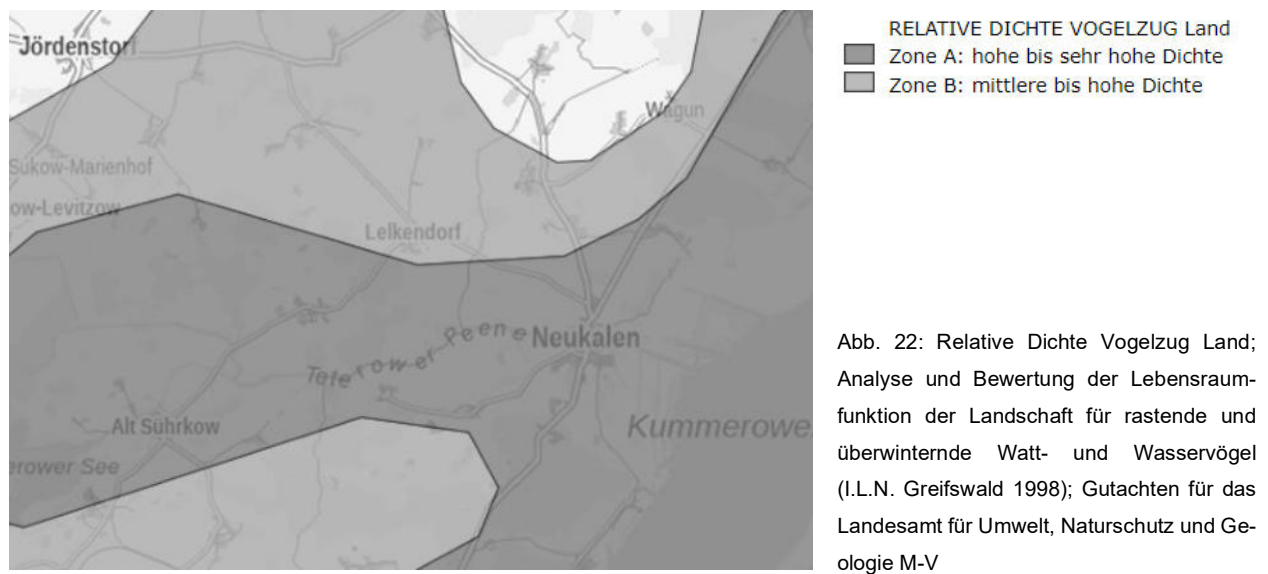 Jördenstorf
Wagun
Sukow-Marienhof
ow-Levitzow
Lelkendorf
Teterower Peene
Neukalen
Alt Sührkow
Kummerowe
erower See
RELATIVE DICHTE VOGELZUG Land
Zone A: hohe bis sehr hohe Dichte
Zone B: mittlere bis hohe Dichte
Abb. 22: Relative Dichte Vogelzug Land;
Analyse und Bewertung der Lebensraum-
funktion der Landschaft für rastende und
überwinternde Watt- und Wasservögel
(I.L.N. Greifswald 1998); Gutachten für das
Landesamt für Umwelt, Naturschutz und Ge-
ologie M-V